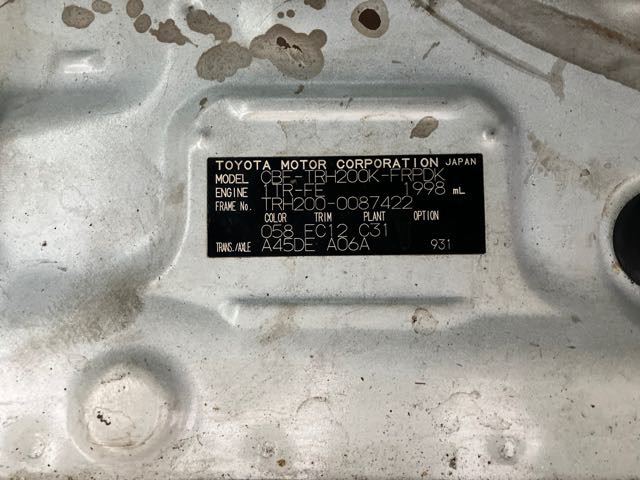 TOYOTA MOTOR CORPORATION JAPAN
MODEL CBF-TRH200K-FRPDK
ENGINE 1TR-FE 1998 mL
FRAME No. TRH200-0087422
COLOR TRIM PLANT OPTION
058 FC12 C31
TRANS./AXLE A45DE A06A 931